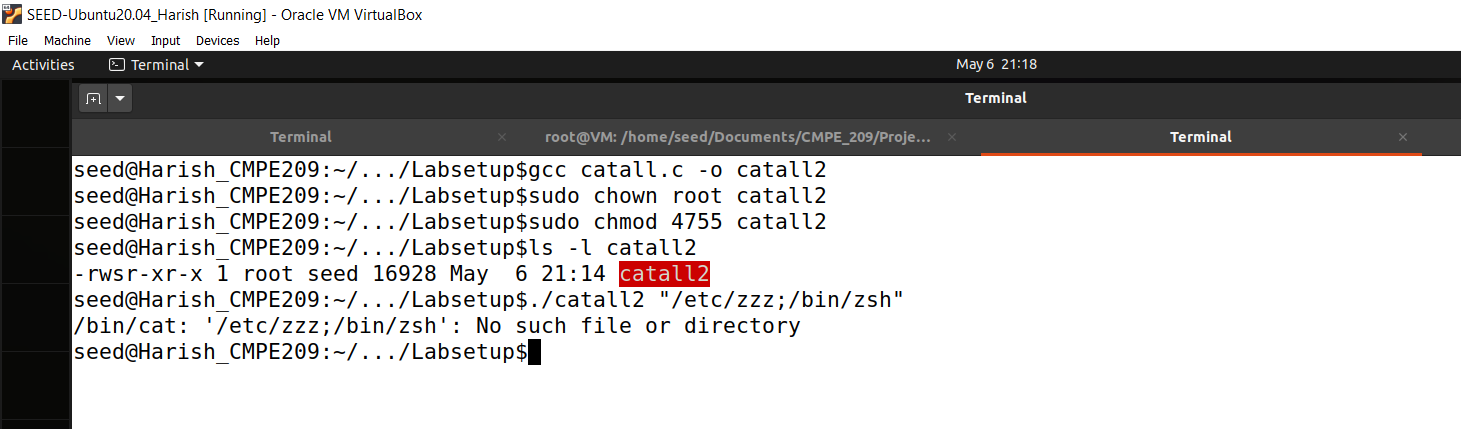 SEED-Ubuntu20.04_Harish [Running] - Oracle VM VirtualBox
File Machine View Input Devices Help
Activities Terminal May 6 21:18
Terminal
Terminal × root@VM: /home/seed/Documents/CMPE_209/Proje... × Terminal ×
seed@Harish_CMPE209:~/.../Labsetup$gcc catall.c -o catall2
seed@Harish_CMPE209:~/.../Labsetup$sudo chown root catall2
seed@Harish_CMPE209:~/.../Labsetup$sudo chmod 4755 catall2
seed@Harish_CMPE209:~/.../Labsetup$ls -l catall2
-rwsr-xr-x 1 root seed 16928 May  6 21:14 catall2
seed@Harish_CMPE209:~/.../Labsetup$./catall2 "/etc/zzz;/bin/zsh"
/bin/cat: '/etc/zzz;/bin/zsh': No such file or directory
seed@Harish_CMPE209:~/.../Labsetup$